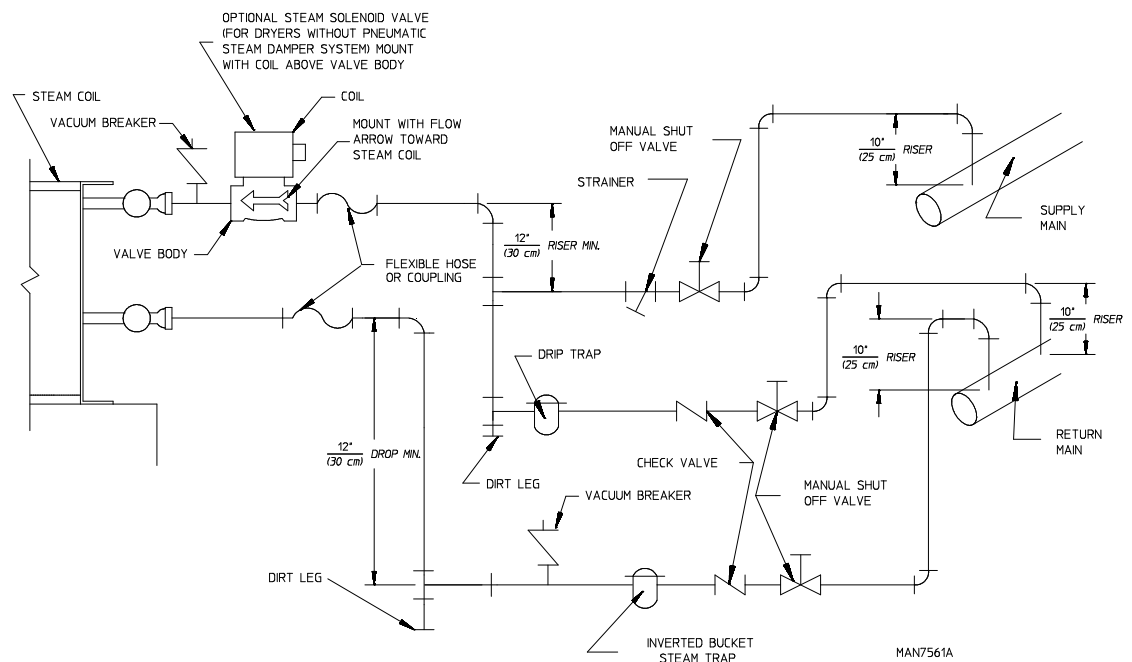 OPTIONAL STEAM SOLENOID VALVE
(FOR DRYERS WITHOUT PNEUMATIC
STEAM DAMPER SYSTEM) MOUNT
WITH COIL ABOVE VALVE BODY
STEAM COIL
COIL
VACUUM BREAKER
MOUNT WITH FLOW
ARROW TOWARD
STEAM COIL
MANUAL SHUT
OFF VALVE
10"
(25 cm) RISER
STRAINER
SUPPLY
MAIN
VALVE BODY
12"
(30 cm) RISER MIN.
FLEXIBLE HOSE
OR COUPLING
10"
(25 cm) RISER
10"
(25 cm) RISER
DRIP TRAP
RETURN
MAIN
12"
(30 cm) DROP MIN.
CHECK VALVE
DIRT LEG
MANUAL SHUT
OFF VALVE
VACUUM BREAKER
DIRT LEG
INVERTED BUCKET
STEAM TRAP
MAN7561A